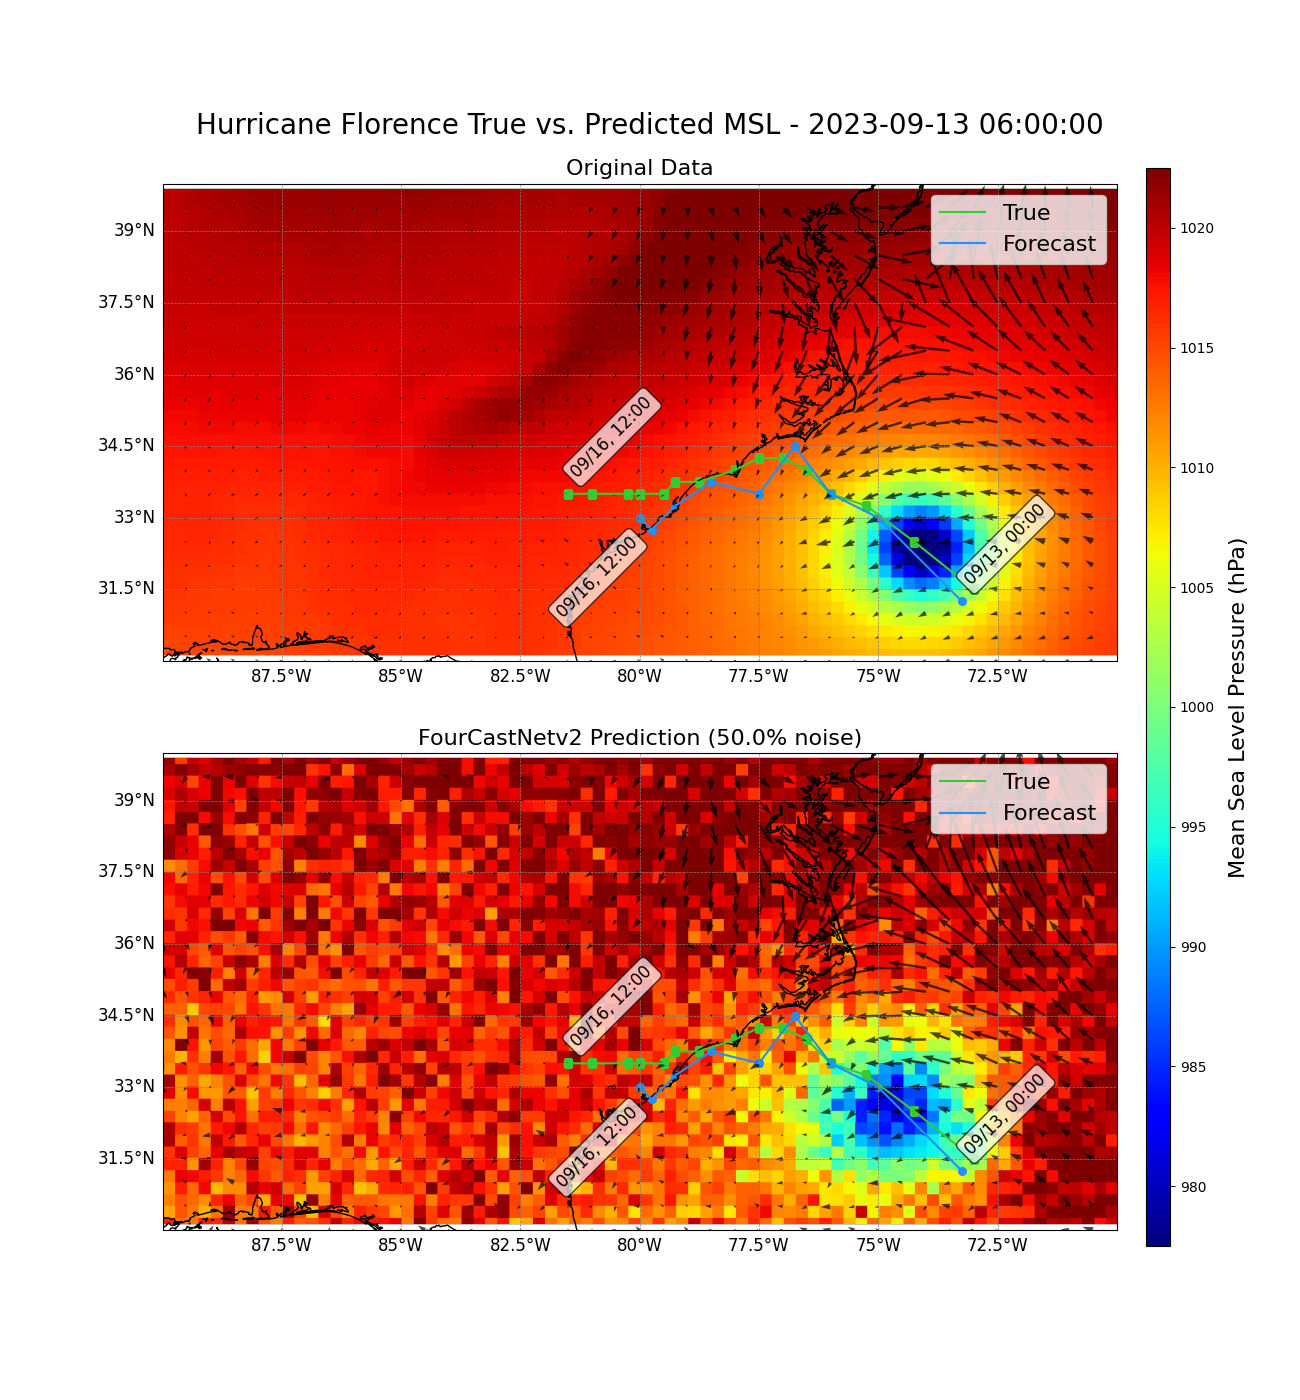 Hurricane Florence True vs. Predicted MSL - 2023-09-13 06:00:00
Original Data
True
Forecast
39°N
37.5°N
36°N
34.5°N
33°N
31.5°N
09/16, 12:00
09/16, 12:00
09/13, 00:00
87.5°W 85°W 82.5°W 80°W 77.5°W 75°W 72.5°W
FourCastNetv2 Prediction (50.0% noise)
True
Forecast
39°N
37.5°N
36°N
34.5°N
33°N
31.5°N
09/16, 12:00
09/16, 12:00
09/13, 00:00
87.5°W 85°W 82.5°W 80°W 77.5°W 75°W 72.5°W
1020
1015
1010
1005
1000
995
990
985
980
Mean Sea Level Pressure (hPa)